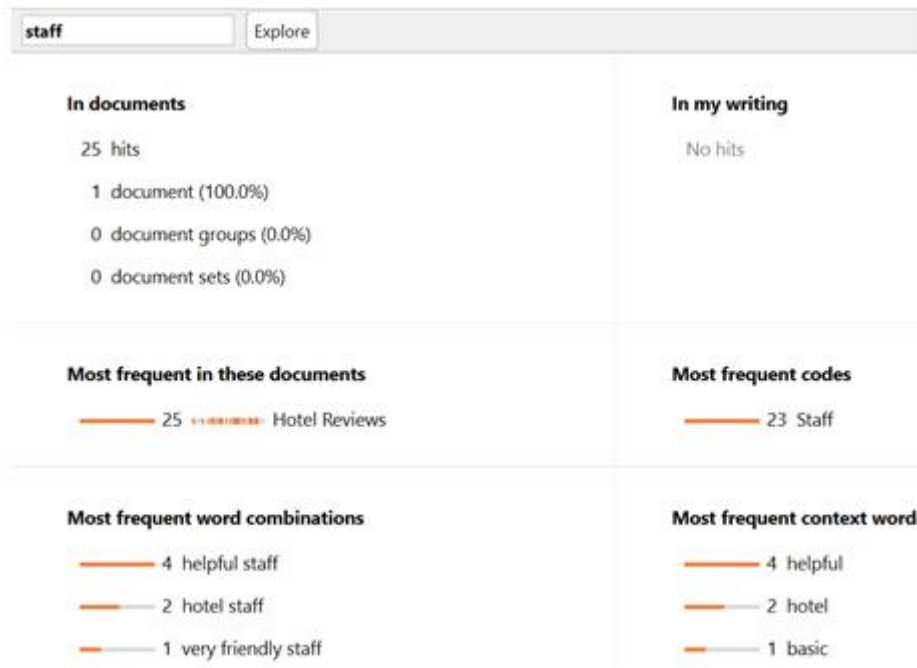 staff Explore
In documents
25 hits
1 document (100.0%)
0 document groups (0.0%)
0 document sets (0.0%)
In my writing
No hits
Most frequent in these documents
25 Hotel Reviews
Most frequent codes
23 Staff
Most frequent word combinations
4 helpful staff
2 hotel staff
1 very friendly staff
Most frequent context word
4 helpful
2 hotel
1 basic